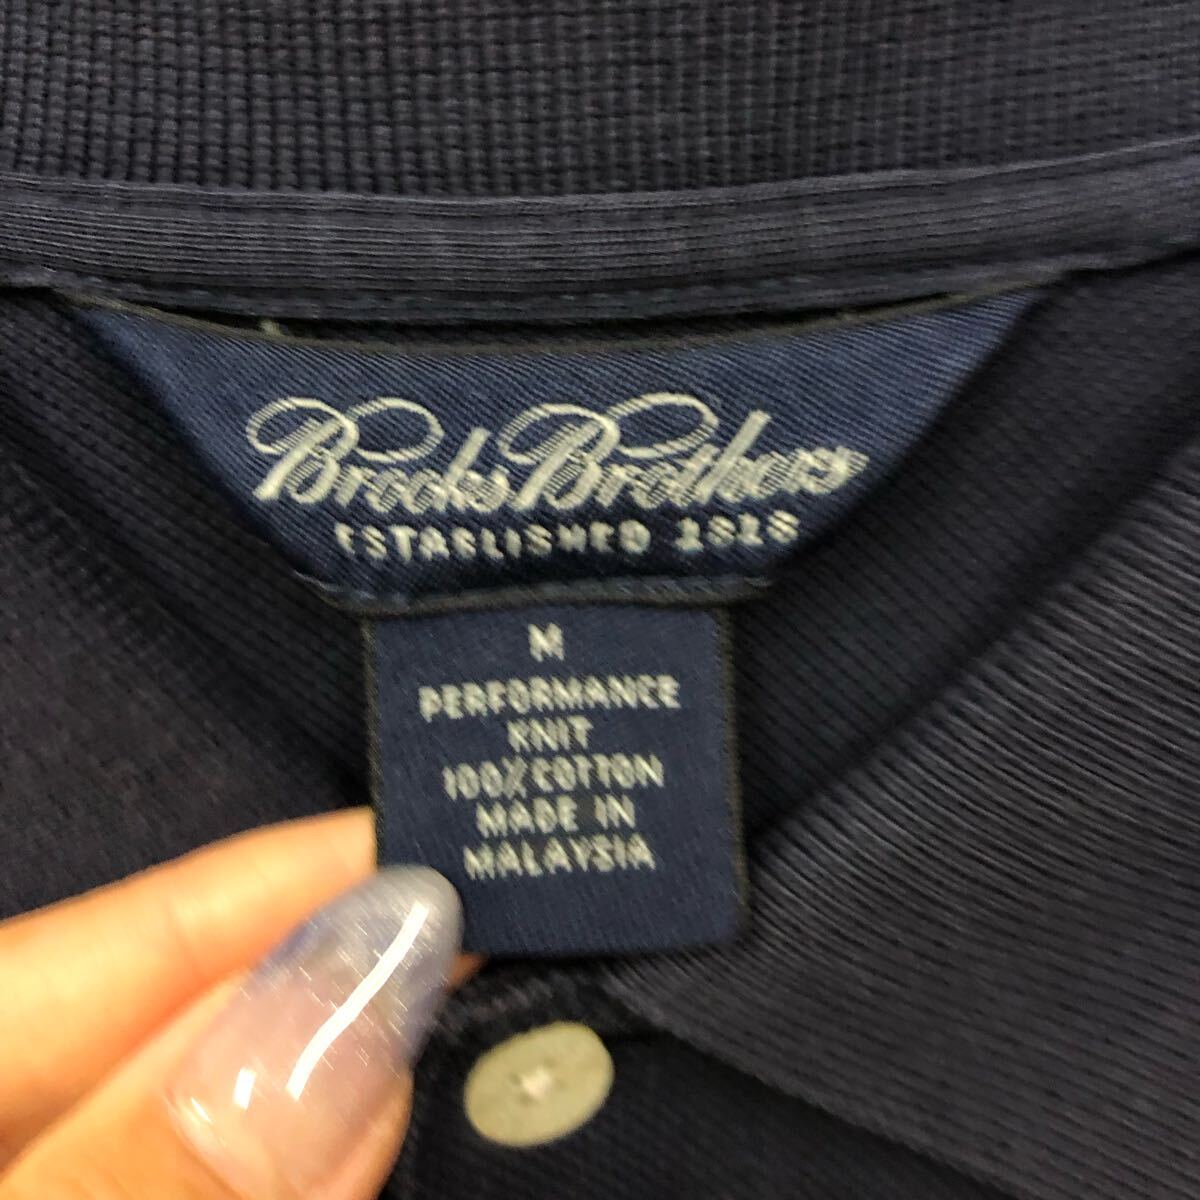 Brooks Brothers
ESTABLISHED 1818
M
PERFORMANCE
KNIT
100% COTTON
MADE IN
MALAYSIA